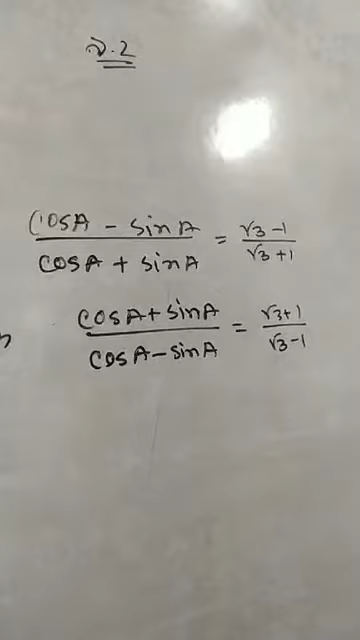 থ.2
cosA - sinA / cosA + sinA = √3-1 / √3+1
cosA+sinA / cosA-sinA = √3+1 / √3-1